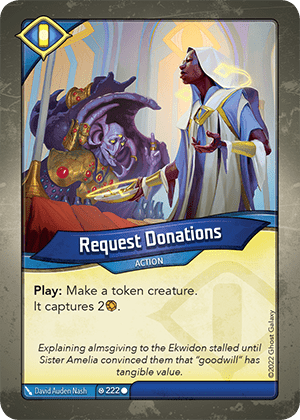 Request Donations
ACTION
Play: Make a token creature.
It captures 2.
Explaining almsgiving to the Ekwidon stalled until
Sister Amelia convinced them that "goodwill" has
tangible value.
©2022 Ghost Galaxy
David Auden Nash
222